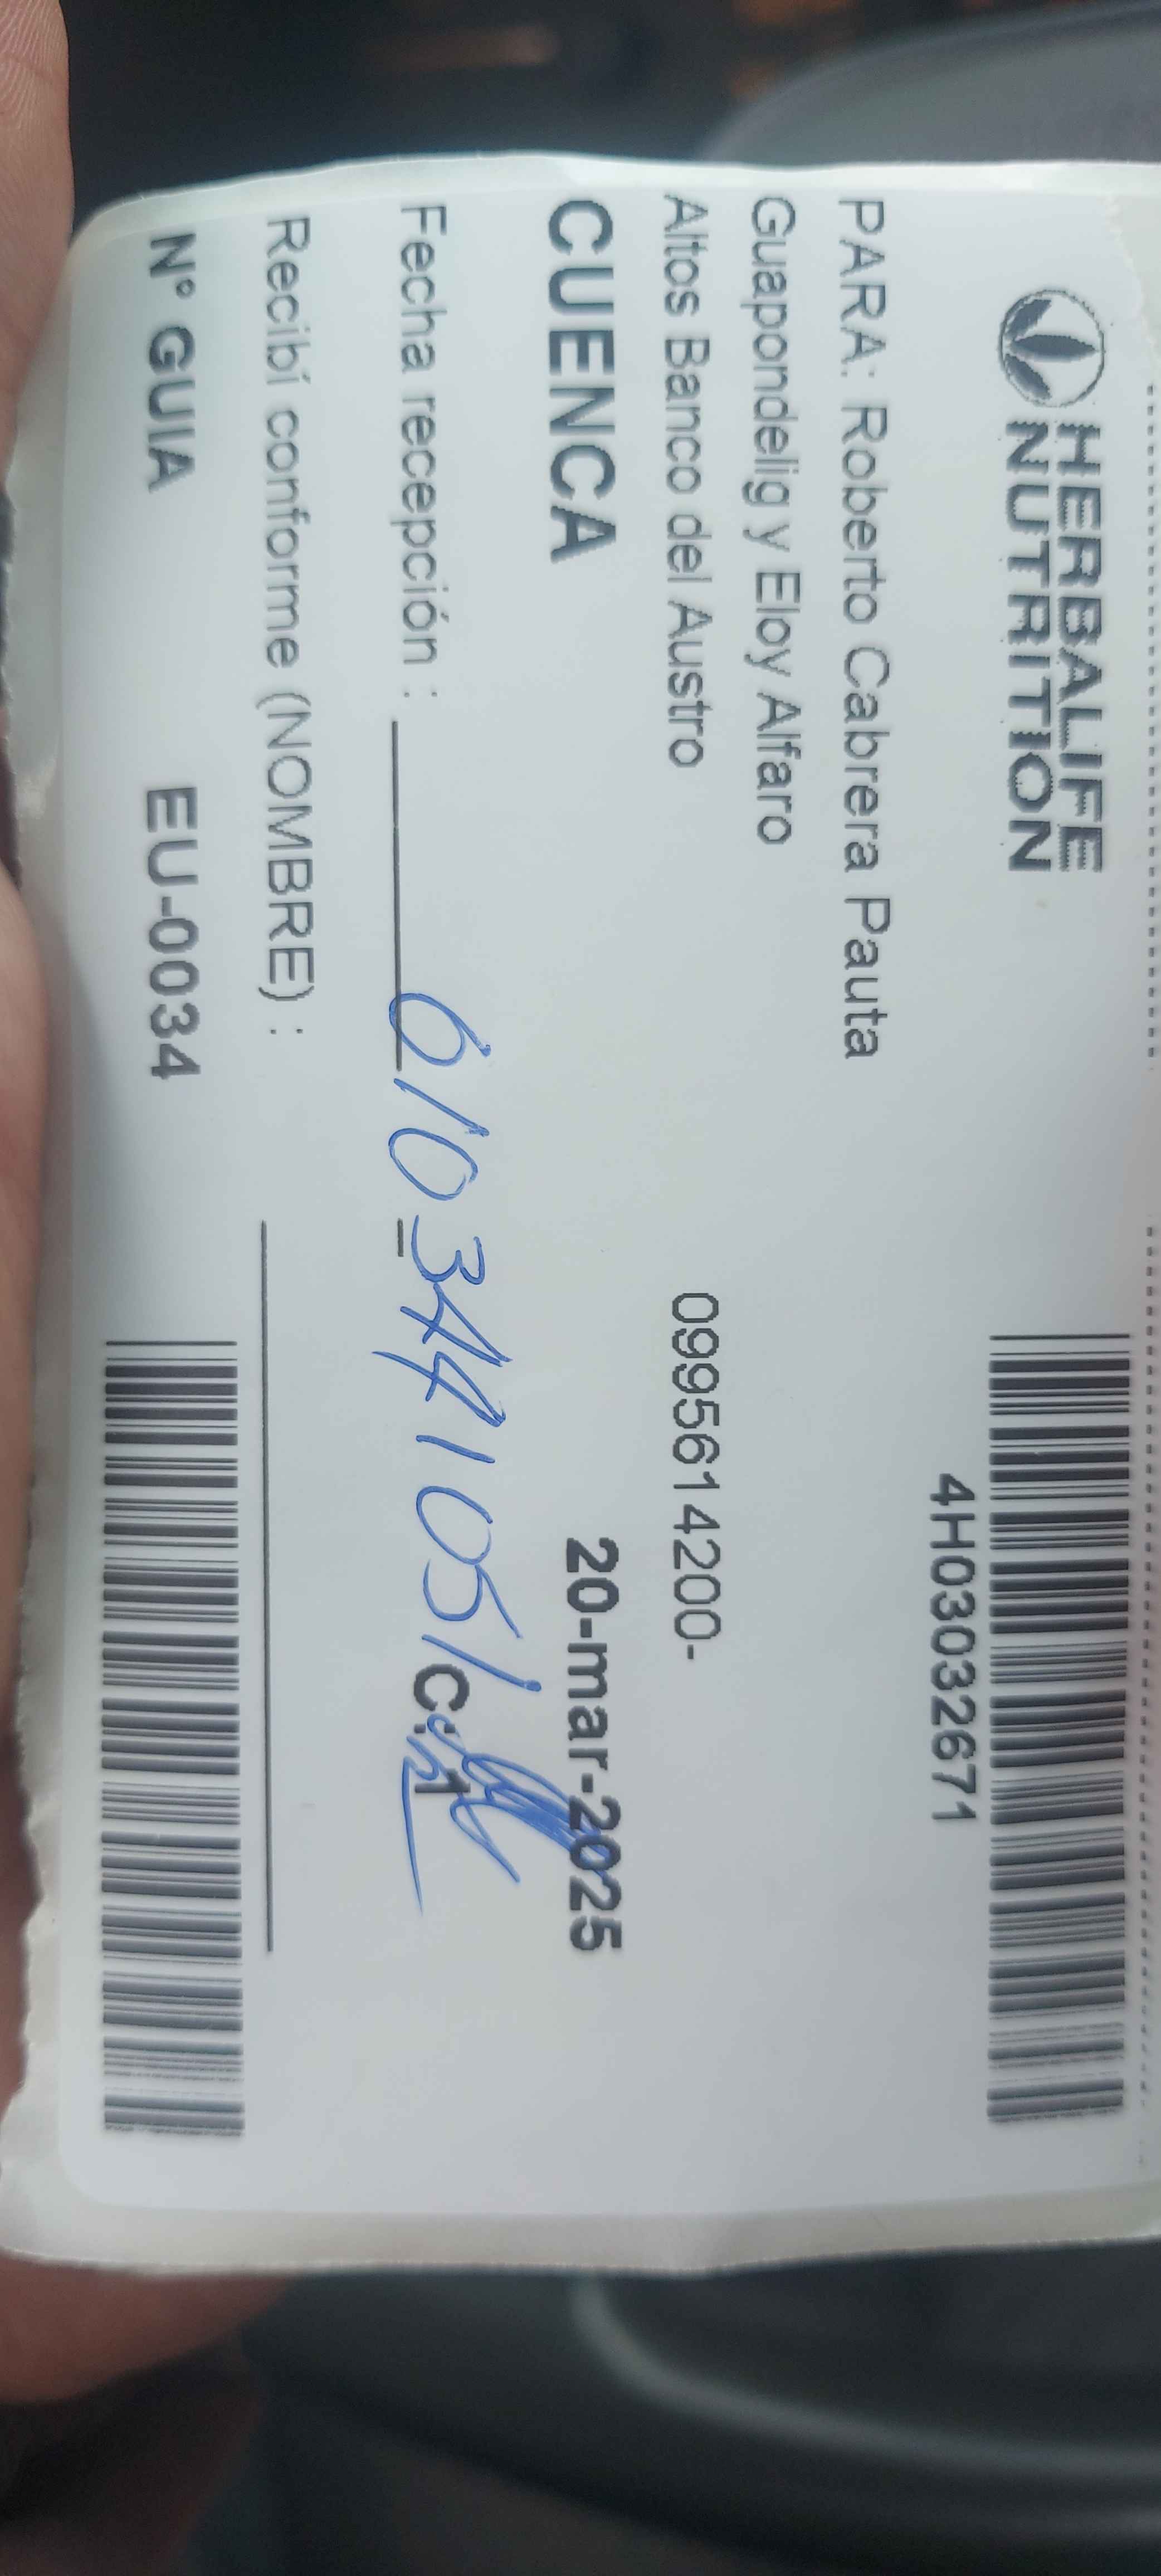 HERBALIFE
NUTRITION
4H03032671
PARA: Roberto Cabrera Pauta
Guapondelig y Eloy Alfaro
Altos Banco del Austro 0995614200-
CUENCA 20-mar-2025
Fecha recepción : C.1
Recibí conforme (NOMBRE) :
N° GUIA EU-0034